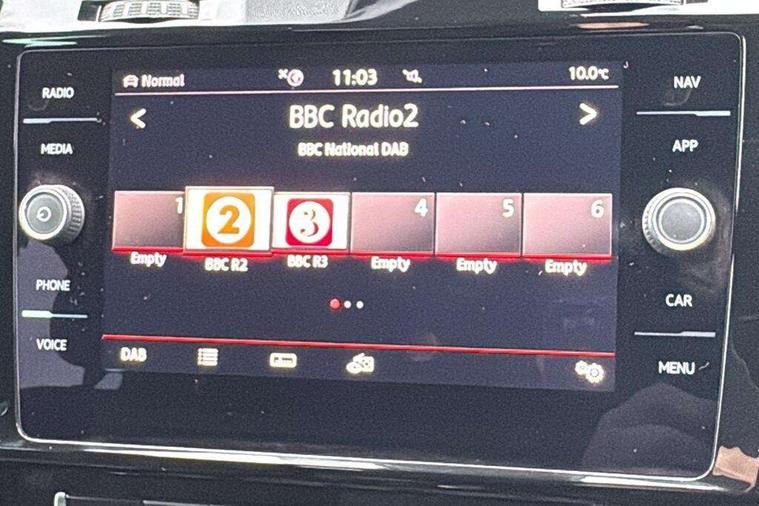 RADIO
MEDIA
PHONE
VOICE
Normal
11:03
10.0°C
< BBC Radio2 >
BBC National DAB
1
2
3
4
5
6
Empty
BBC R2
BBC R3
Empty
Empty
Empty
DAB
NAV
APP
CAR
MENU